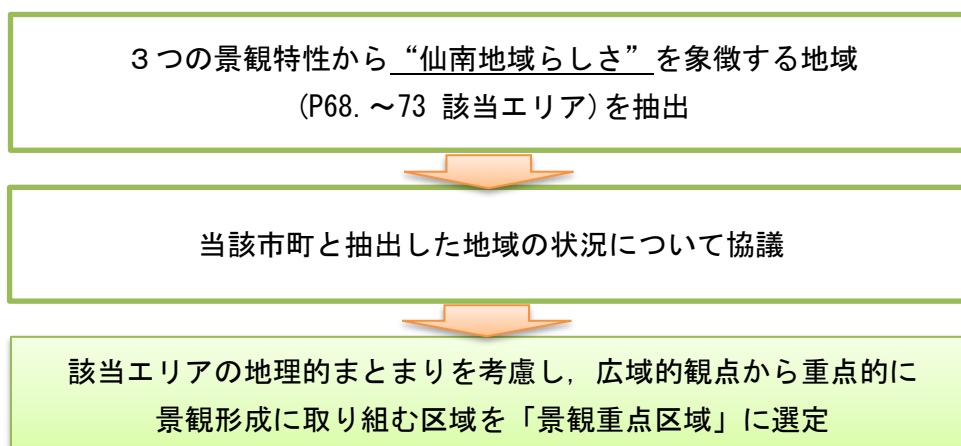 ３つの景観特性から“仙南地域らしさ”を象徴する地域
(P68.～73 該当エリア)を抽出
当該市町と抽出した地域の状況について協議
該当エリアの地理的まとまりを考慮し，広域的観点から重点的に
景観形成に取り組む区域を「景観重点区域」に選定